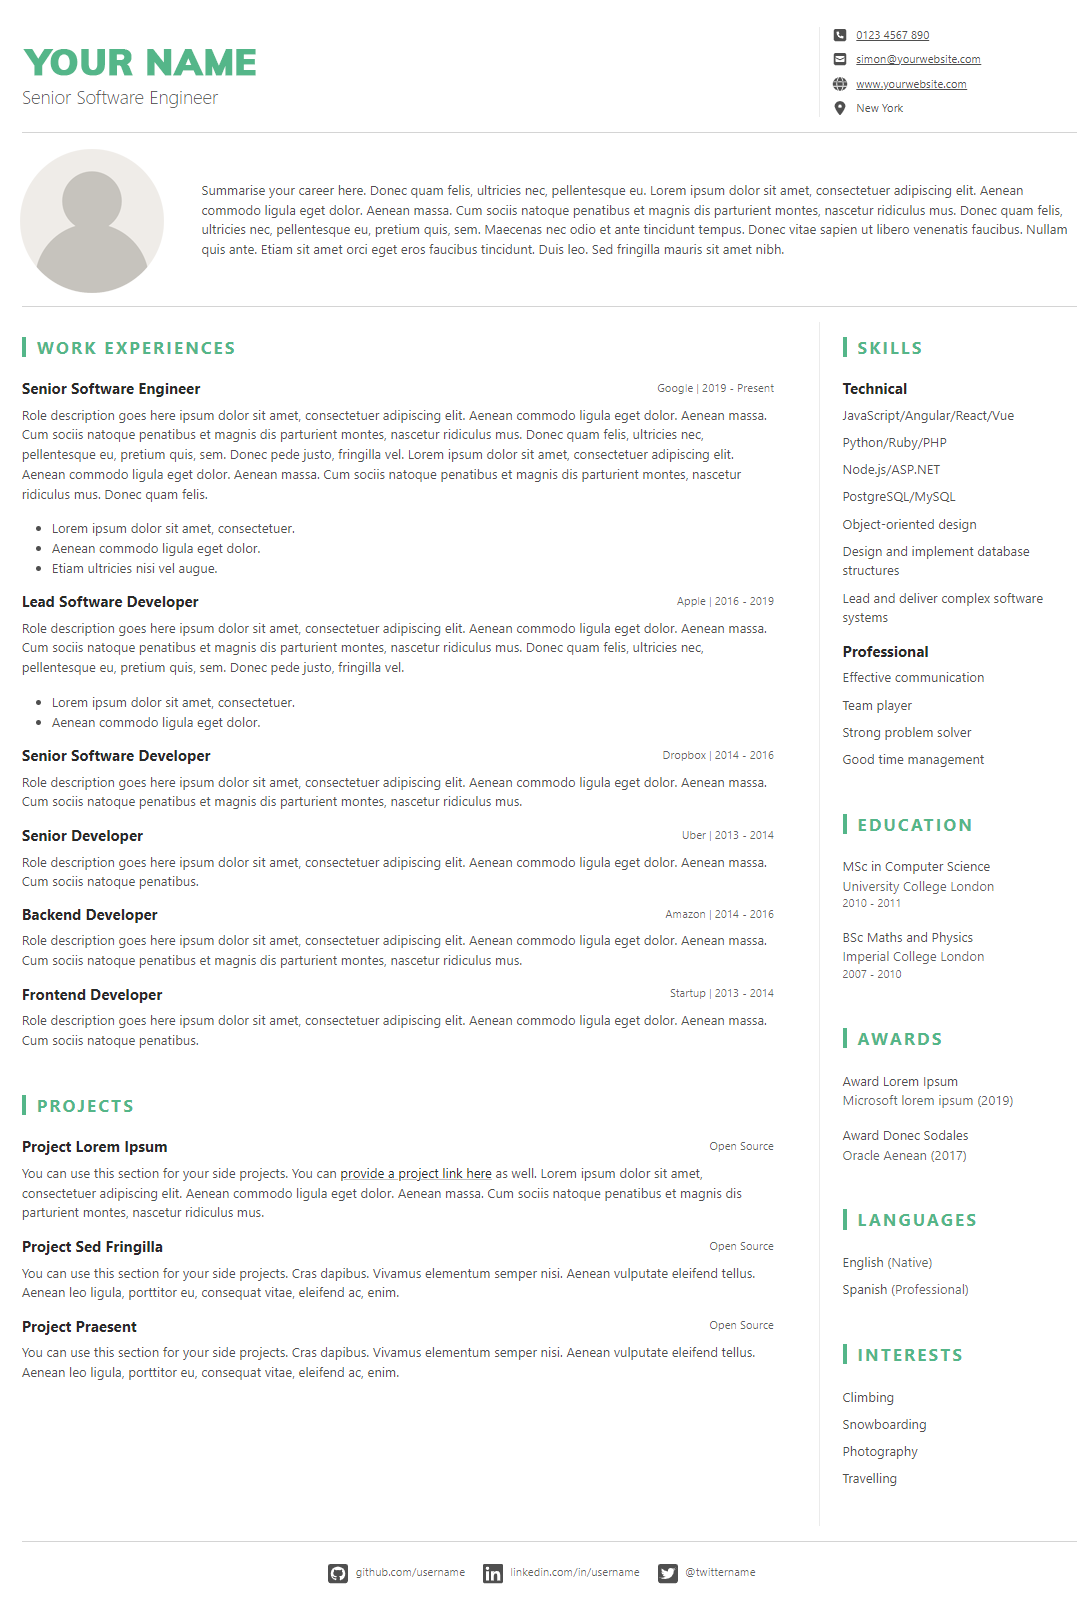 YOUR NAME
Senior Software Engineer
0123 4567 890
simon@yourwebsite.com
www.yourwebsite.com
New York
Summarise your career here. Donec quam felis, ultricies nec, pellentesque eu. Lorem ipsum dolor sit amet, consectetuer adipiscing elit. Aenean
commodo ligula eget dolor. Aenean massa. Cum sociis natoque penatibus et magnis dis parturient montes, nascetur ridiculus mus. Donec quam felis,
ultricies nec, pellentesque eu, pretium quis, sem. Maecenas nec odio et ante tincidunt tempus. Donec vitae sapien ut libero venenatis faucibus. Nullam
quis ante. Etiam sit amet orci eget eros faucibus tincidunt. Duis leo. Sed fringilla mauris sit amet nibh.
WORK EXPERIENCES
Senior Software Engineer
Google | 2019 - Present
Role description goes here ipsum dolor sit amet, consectetuer adipiscing elit. Aenean commodo ligula eget dolor. Aenean massa.
Cum sociis natoque penatibus et magnis dis parturient montes, nascetur ridiculus mus. Donec quam felis, ultricies nec,
pellentesque eu, pretium quis, sem. Donec pede justo, fringilla vel. Lorem ipsum dolor sit amet, consectetuer adipiscing elit.
Aenean commodo ligula eget dolor. Aenean massa. Cum sociis natoque penatibus et magnis dis parturient montes, nascetur
ridiculus mus. Donec quam felis.
• Lorem ipsum dolor sit amet, consectetuer.
• Aenean commodo ligula eget dolor.
• Etiam ultricies nisi vel augue.
Lead Software Developer
Apple | 2016 - 2019
Role description goes here ipsum dolor sit amet, consectetuer adipiscing elit. Aenean commodo ligula eget dolor. Aenean massa.
Cum sociis natoque penatibus et magnis dis parturient montes, nascetur ridiculus mus. Donec quam felis, ultricies nec,
pellentesque eu, pretium quis, sem. Donec pede justo, fringilla vel.
• Lorem ipsum dolor sit amet, consectetuer.
• Aenean commodo ligula eget dolor.
Senior Software Developer
Dropbox | 2014 - 2016
Role description goes here ipsum dolor sit amet, consectetuer adipiscing elit. Aenean commodo ligula eget dolor. Aenean massa.
Cum sociis natoque penatibus et magnis dis parturient montes, nascetur ridiculus mus.
Senior Developer
Uber | 2013 - 2014
Role description goes here ipsum dolor sit amet, consectetuer adipiscing elit. Aenean commodo ligula eget dolor. Aenean massa.
Cum sociis natoque penatibus.
Backend Developer
Amazon | 2014 - 2016
Role description goes here ipsum dolor sit amet, consectetuer adipiscing elit. Aenean commodo ligula eget dolor. Aenean massa.
Cum sociis natoque penatibus et magnis dis parturient montes, nascetur ridiculus mus.
Frontend Developer
Startup | 2013 - 2014
Role description goes here ipsum dolor sit amet, consectetuer adipiscing elit. Aenean commodo ligula eget dolor. Aenean massa.
Cum sociis natoque penatibus.
PROJECTS
Project Lorem Ipsum
Open Source
You can use this section for your side projects. You can provide a project link here as well. Lorem ipsum dolor sit amet,
consectetuer adipiscing elit. Aenean commodo ligula eget dolor. Aenean massa. Cum sociis natoque penatibus et magnis dis
parturient montes, nascetur ridiculus mus.
Project Sed Fringilla
Open Source
You can use this section for your side projects. Cras dapibus. Vivamus elementum semper nisi. Aenean vulputate eleifend tellus.
Aenean leo ligula, porttitor eu, consequat vitae, eleifend ac, enim.
Project Praesent
Open Source
You can use this section for your side projects. Cras dapibus. Vivamus elementum semper nisi. Aenean vulputate eleifend tellus.
Aenean leo ligula, porttitor eu, consequat vitae, eleifend ac, enim.
SKILLS
Technical
JavaScript/Angular/React/Vue
Python/Ruby/PHP
Node.js/ASP.NET
PostgreSQL/MySQL
Object-oriented design
Design and implement database
structures
Lead and deliver complex software
systems
Professional
Effective communication
Team player
Strong problem solver
Good time management
EDUCATION
MSc in Computer Science
University College London
2010 - 2011
BSc Maths and Physics
Imperial College London
2007 - 2010
AWARDS
Award Lorem Ipsum
Microsoft lorem ipsum (2019)
Award Donec Sodales
Oracle Aenean (2017)
LANGUAGES
English (Native)
Spanish (Professional)
INTERESTS
Climbing
Snowboarding
Photography
Travelling
github.com/username
linkedin.com/in/username
@twittername